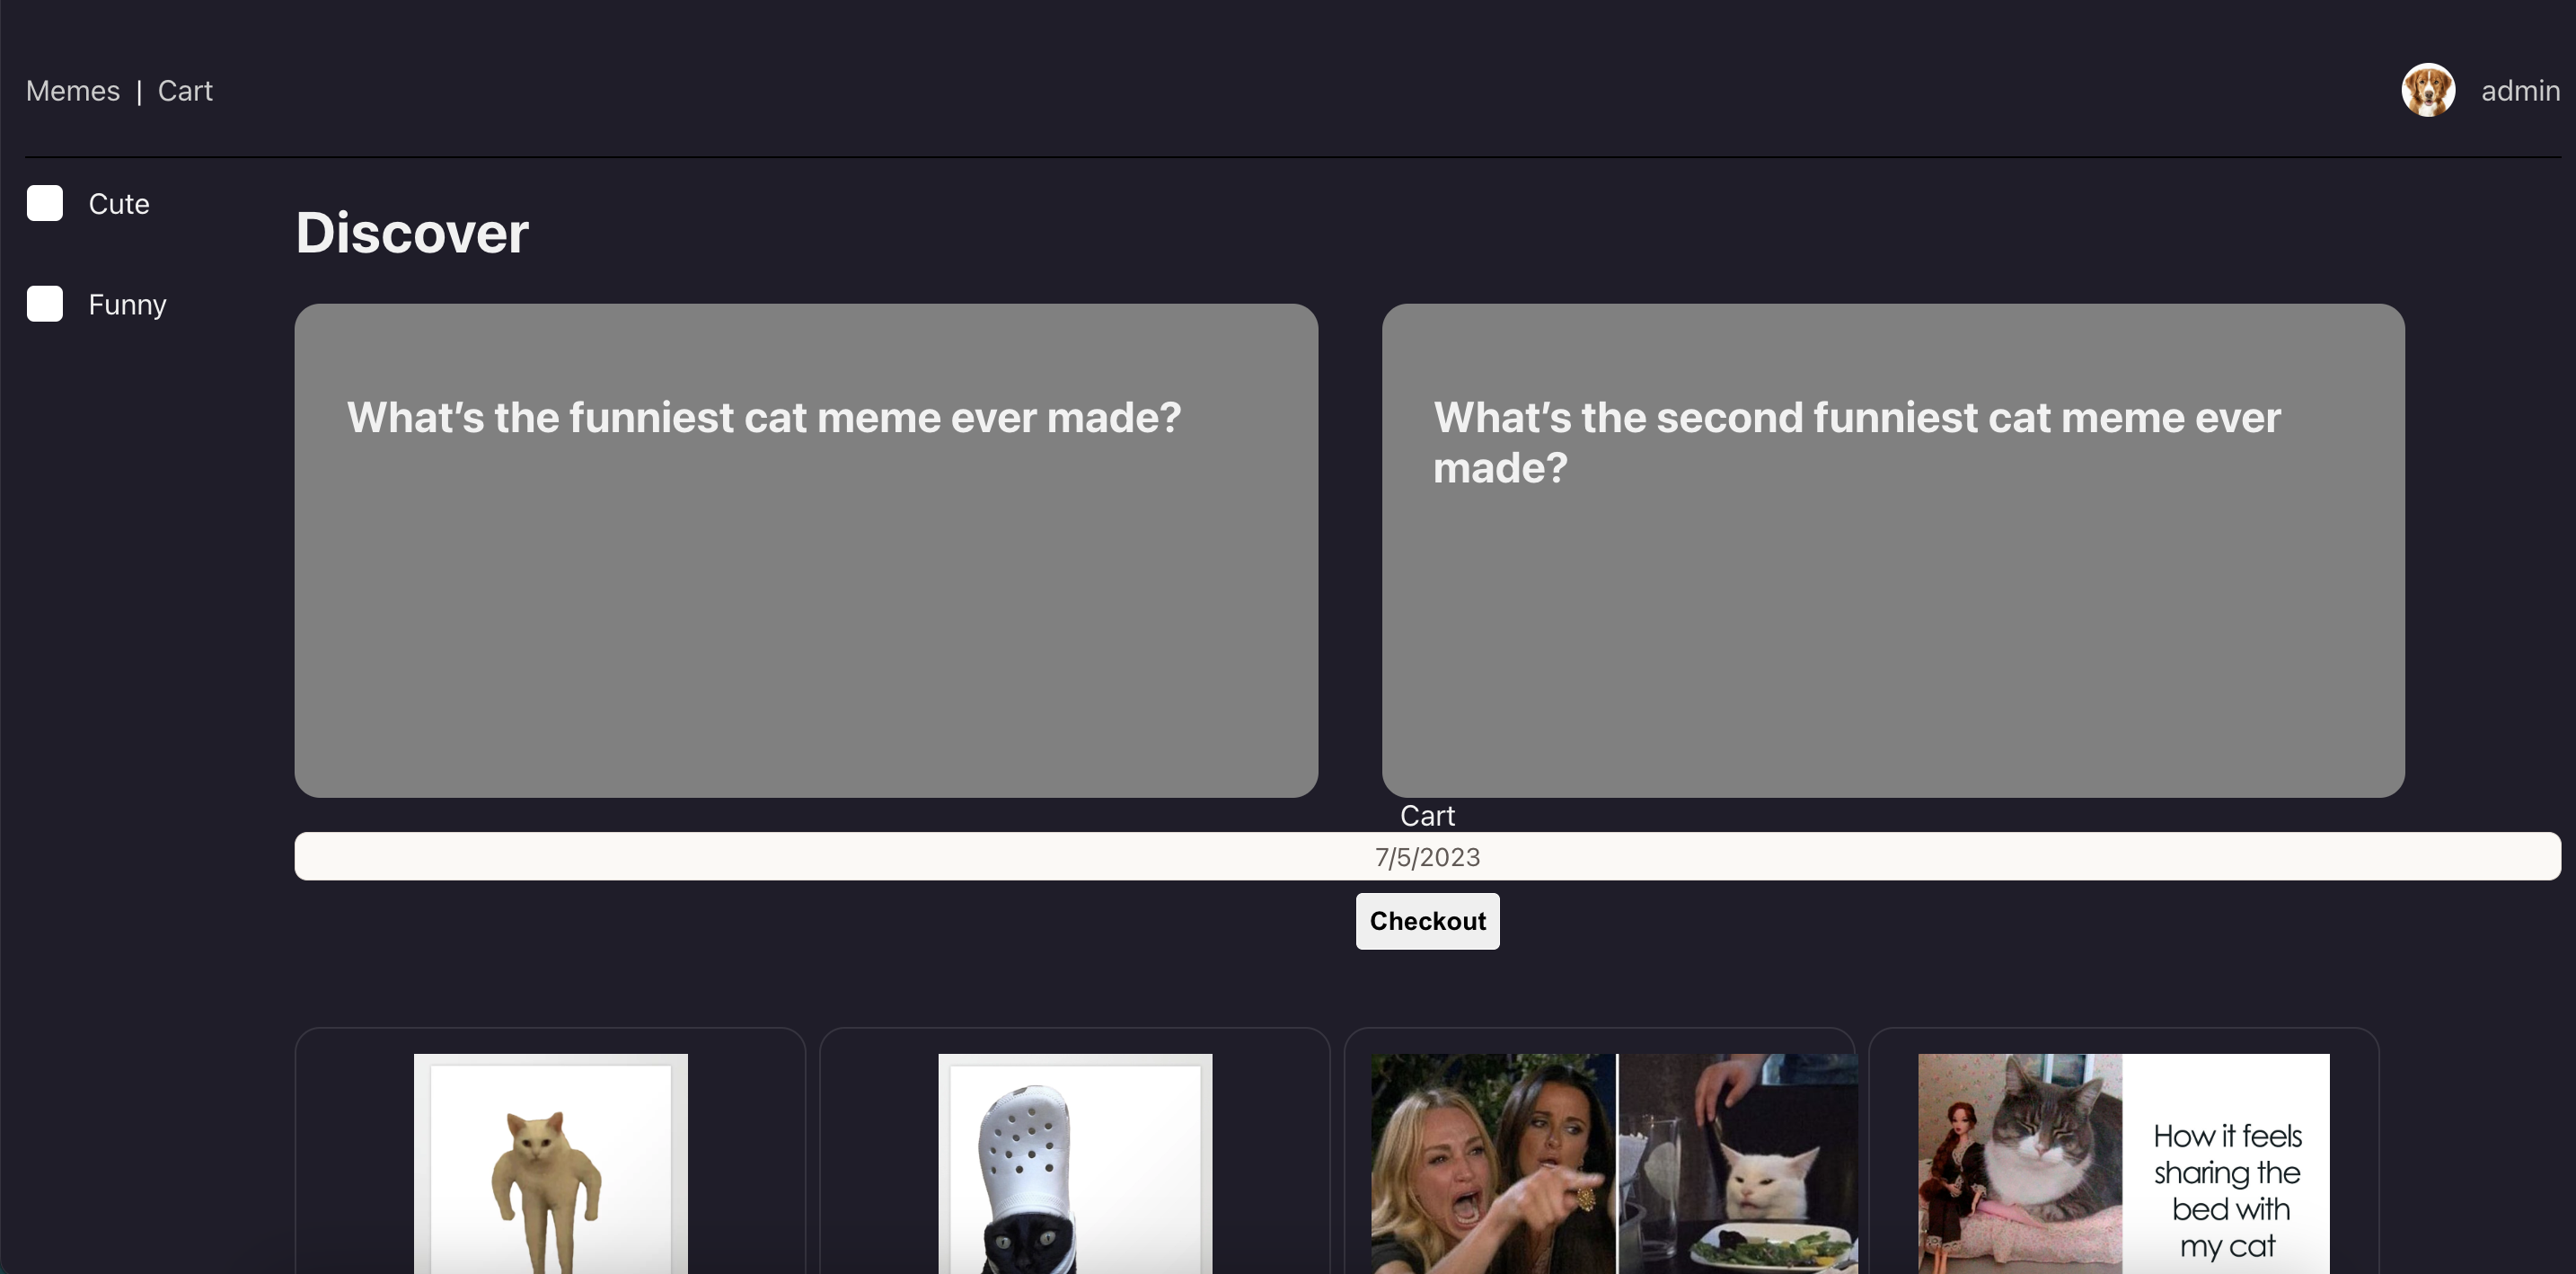 Memes | Cart
admin
Cute
Funny
Discover
What’s the funniest cat meme ever made?
What’s the second funniest cat meme ever
made?
Cart
7/5/2023
Checkout
How it feels
sharing the
bed with
my cat